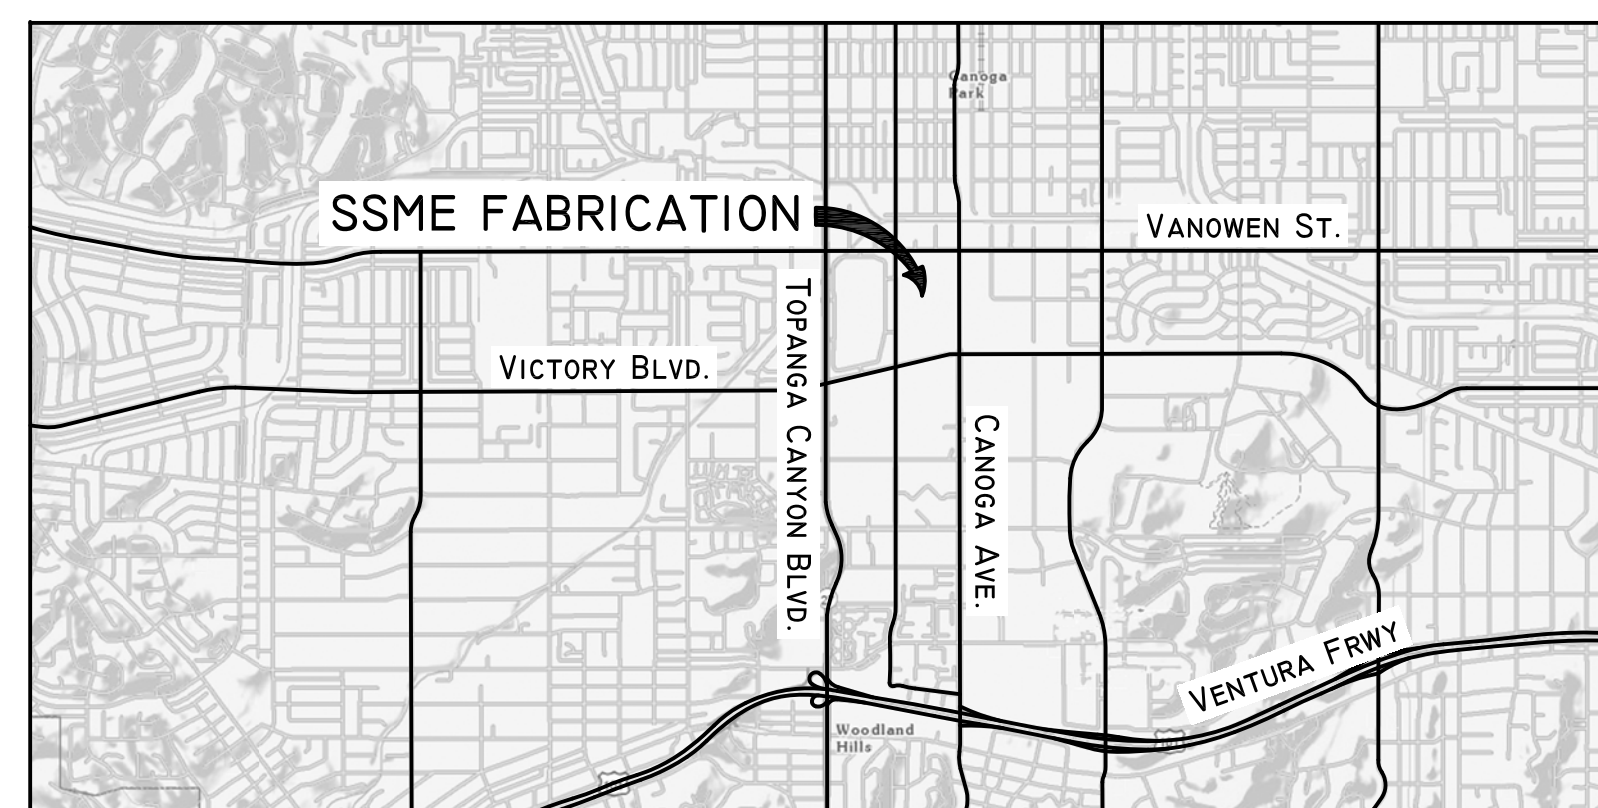 Canoga
Park
SSME FABRICATION
VANOWEN ST.
VICTORY BLVD.
TOPANGA CANYON BLVD.
CANOGA AVE.
VENTURA FRWY
Woodland
Hills